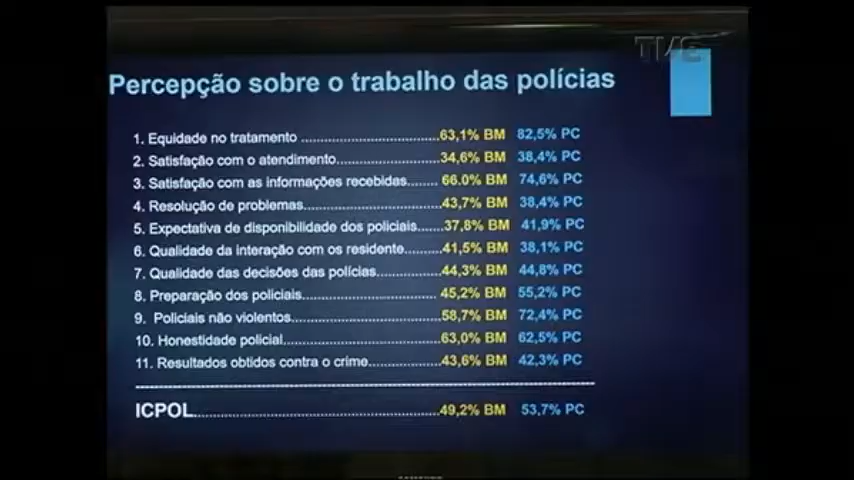 TVE
Percepção sobre o trabalho das polícias
1. Equidade no tratamento ..............................63,1% BM 82,5% PC
2. Satisfação com o atendimento......................34,6% BM 38,4% PC
3. Satisfação com as informações recebidas....... 66.0% BM 74,6% PC
4. Resolução de problemas.............................43,7% BM 38,4% PC
5. Expectativa de disponibilidade dos policiais......37,8% BM 41,9% PC
6. Qualidade da interação com os residente........41,5% BM 38,1% PC
7. Qualidade das decisões das polícias..............44,3% BM 44,8% PC
8. Preparação dos policiais............................. 45,2% BM 55,2% PC
9. Policiais não violentos................................58,7% BM 72,4% PC
10. Honestidade policial.................................63,0% BM 62,5% PC
11. Resultados obtidos contra o crime................43,6% BM 42,3% PC
ICPOL....................................................49,2% BM 53,7% PC